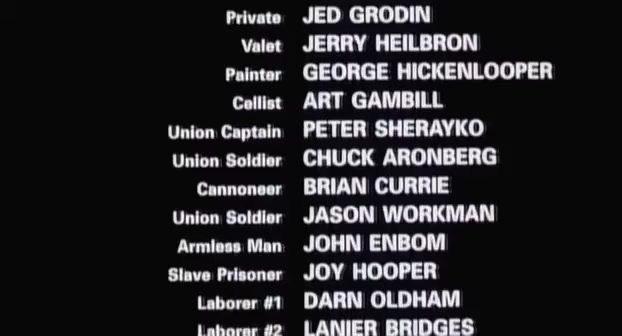 Private JED GRODIN
Valet JERRY HEILBRON
Painter GEORGE HICKENLOOPER
Cellist ART GAMBILL
Union Captain PETER SHERAYKO
Union Soldier CHUCK ARONBERG
Cannoneer BRIAN CURRIE
Union Soldier JASON WORKMAN
Armless Man JOHN ENBOM
Slave Prisoner JOY HOOPER
Laborer #1 DARN OLDHAM
Laborer #2 LANIER BRIDGES